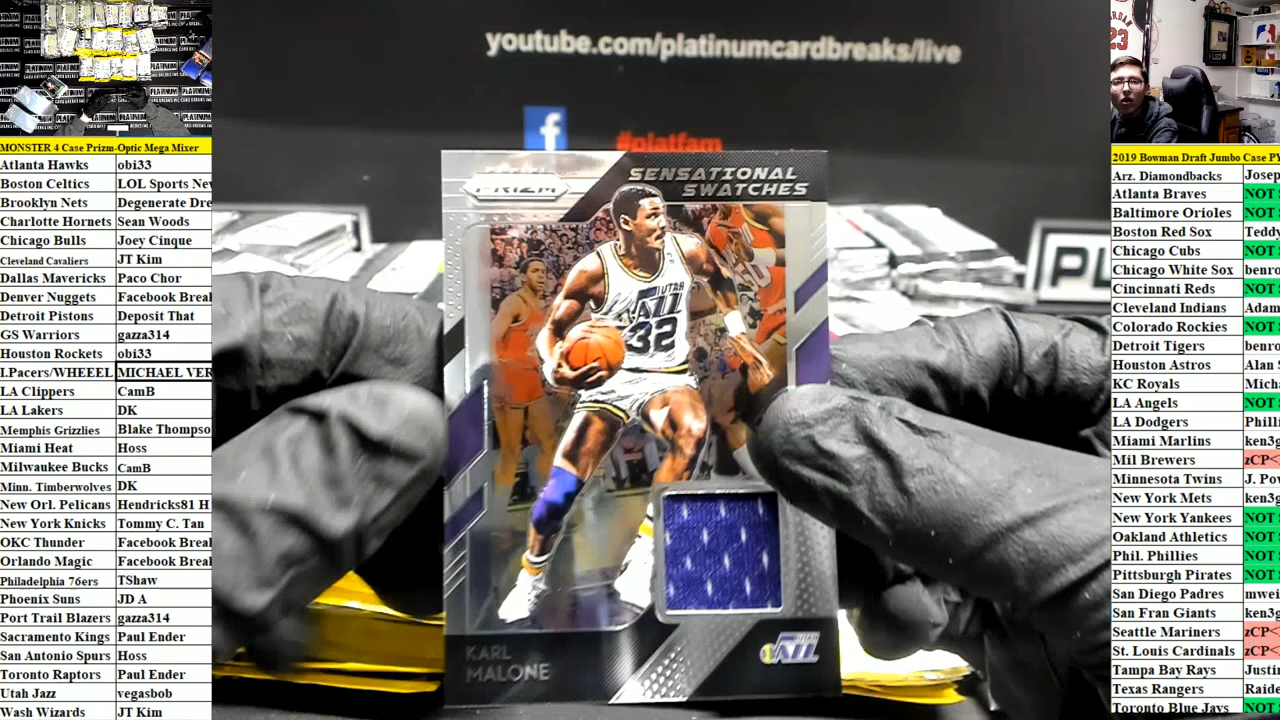 youtube.com/platinumcardbreaks/live
f
#platfam
PRIZM
SENSATIONAL
SWATCHES
UTAH
JAZZ
32
KARL
MALONE
JAZZ
MONSTER 4 Case Prizm-Optic Mega Mixer
Atlanta Hawks obi33
Boston Celtics LOL Sports Nev
Brooklyn Nets Degenerate Dre
Charlotte Hornets Sean Woods
Chicago Bulls Joey Cinque
Cleveland Cavaliers JT Kim
Dallas Mavericks Paco Chor
Denver Nuggets Facebook Brea
Detroit Pistons Deposit That
GS Warriors gazza314
Houston Rockets obi33
I.Pacers/WHEEEL MICHAEL VER
LA Clippers CamB
LA Lakers DK
Memphis Grizzlies Blake Thompso
Miami Heat Hoss
Milwaukee Bucks CamB
Minn. Timberwolves DK
New Orl. Pelicans Hendricks81 H
New York Knicks Tommy C. Tan
OKC Thunder Facebook Brea
Orlando Magic Facebook Brea
Philadelphia 76ers TShaw
Phoenix Suns JD A
Port Trail Blazers gazza314
Sacramento Kings Paul Ender
San Antonio Spurs Hoss
Toronto Raptors Paul Ender
Utah Jazz vegasbob
Wash Wizards JT Kim
23
2019 Bowman Draft Jumbo Case PY
Arz. Diamondbacks Josep
Atlanta Braves NOT
Baltimore Orioles NOT
Boston Red Sox Teddy
Chicago Cubs NOT
Chicago White Sox benro
Cincinnati Reds NOT
Cleveland Indians Adam
Colorado Rockies NOT
Detroit Tigers benro
Houston Astros Alan
KC Royals Mich
LA Angels NOT
LA Dodgers Philli
Miami Marlins ken3g
Mil Brewers zCP<
Minnesota Twins J. Pow
New York Mets ken3g
New York Yankees NOT
Oakland Athletics NOT
Phil. Phillies NOT
Pittsburgh Pirates NOT
San Diego Padres mwei
San Fran Giants ken3g
Seattle Mariners zCP<
St. Louis Cardinals zCP<
Tampa Bay Rays Justin
Texas Rangers Raide
Toronto Blue Jays NOT